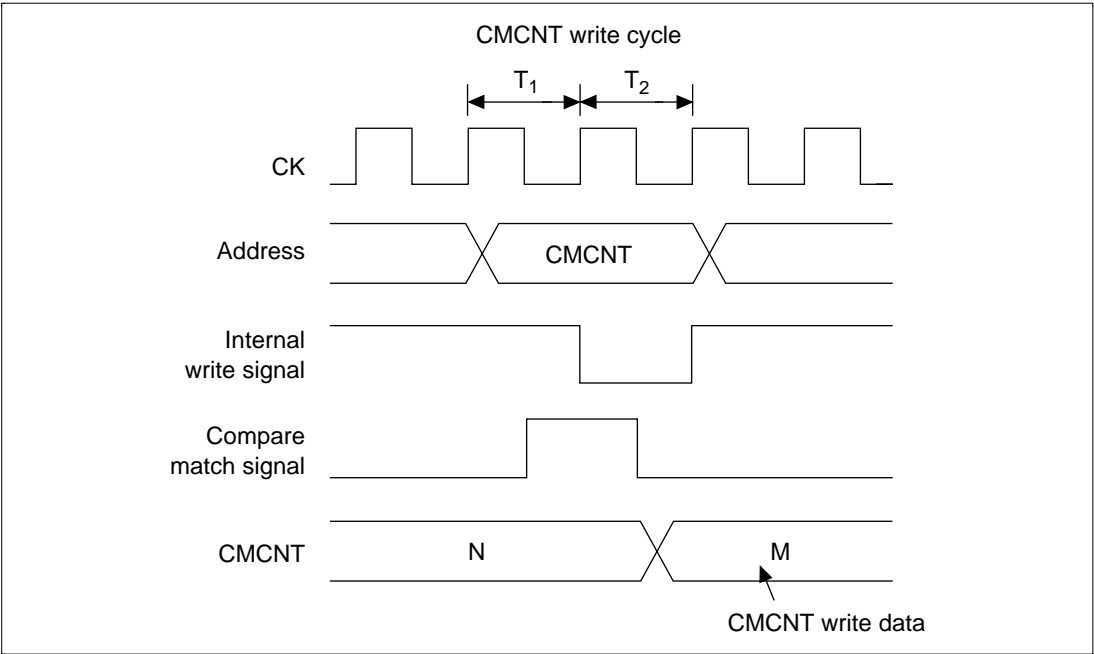 CMCNT write cycle
T1 T2
CK
Address
CMCNT
Internal
write signal
Compare
match signal
CMCNT
N
M
CMCNT write data